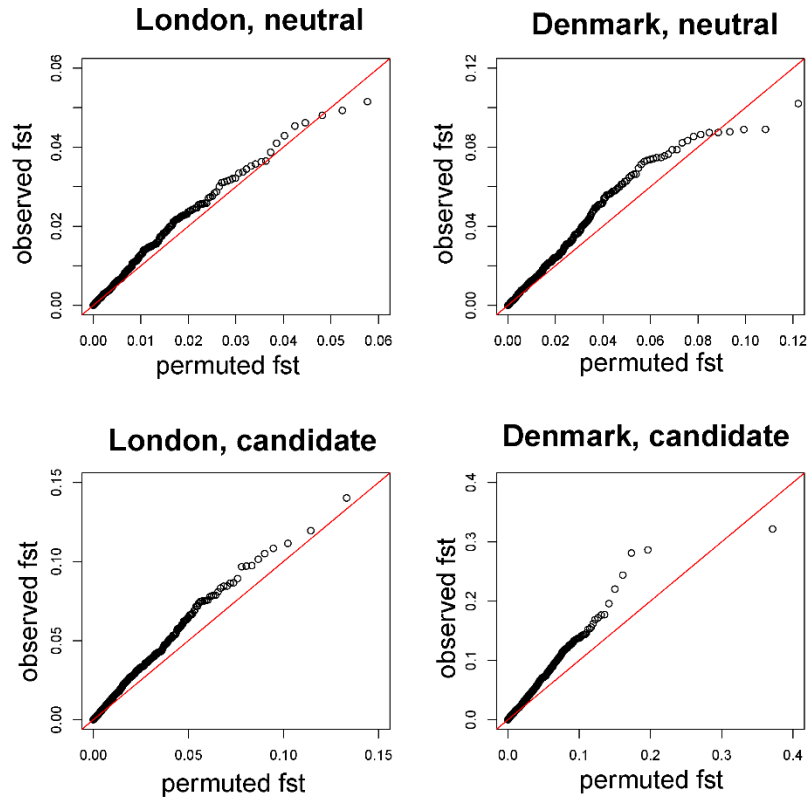 London, neutral
observed fst
0.00 0.02 0.04 0.06
0.00 0.01 0.02 0.03 0.04 0.05 0.06
permuted fst
Denmark, neutral
observed fst
0.00 0.04 0.08 0.12
0.00 0.02 0.04 0.06 0.08 0.10 0.12
permuted fst
London, candidate
observed fst
0.00 0.05 0.10 0.15
0.00 0.05 0.10 0.15
permuted fst
Denmark, candidate
observed fst
0.0 0.1 0.2 0.3 0.4
0.0 0.1 0.2 0.3 0.4
permuted fst